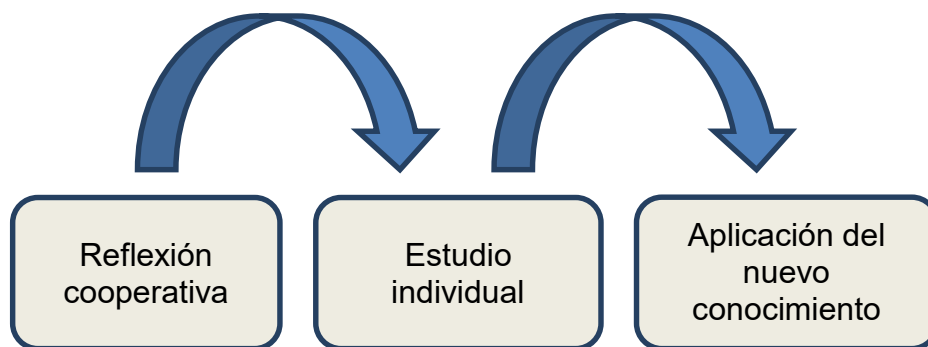 Reflexión
cooperativa
Estudio
individual
Aplicación del
nuevo
conocimiento